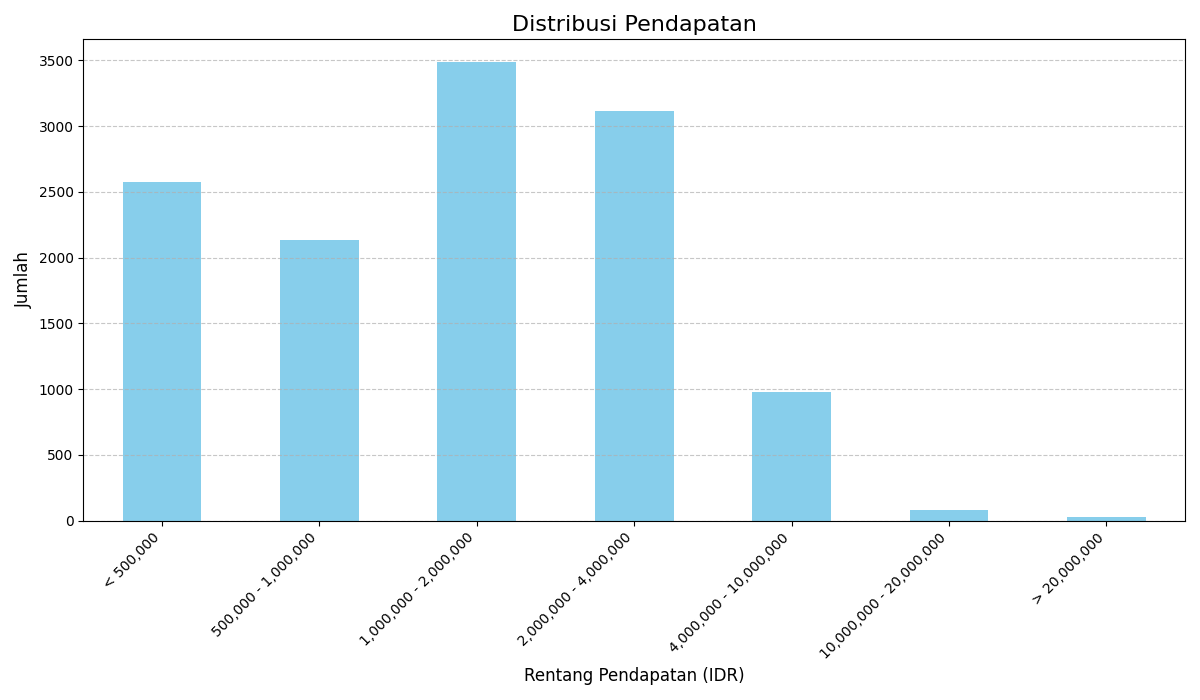 Distribusi Pendapatan
Jumlah
3500
3000
2500
2000
1500
1000
500
0
< 500,000
500,000 - 1,000,000
1,000,000 - 2,000,000
2,000,000 - 4,000,000
4,000,000 - 10,000,000
10,000,000 - 20,000,000
> 20,000,000
Rentang Pendapatan (IDR)